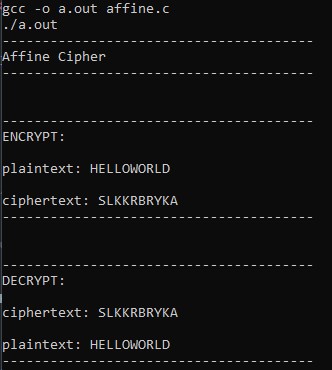 gcc -o a.out affine.c
./a.out
---------------------------------------
Affine Cipher
---------------------------------------
---------------------------------------
ENCRYPT:
plaintext: HELLOWORLD
ciphertext: SLKKRBRYKA
---------------------------------------
---------------------------------------
DECRYPT:
ciphertext: SLKKRBRYKA
plaintext: HELLOWORLD
---------------------------------------